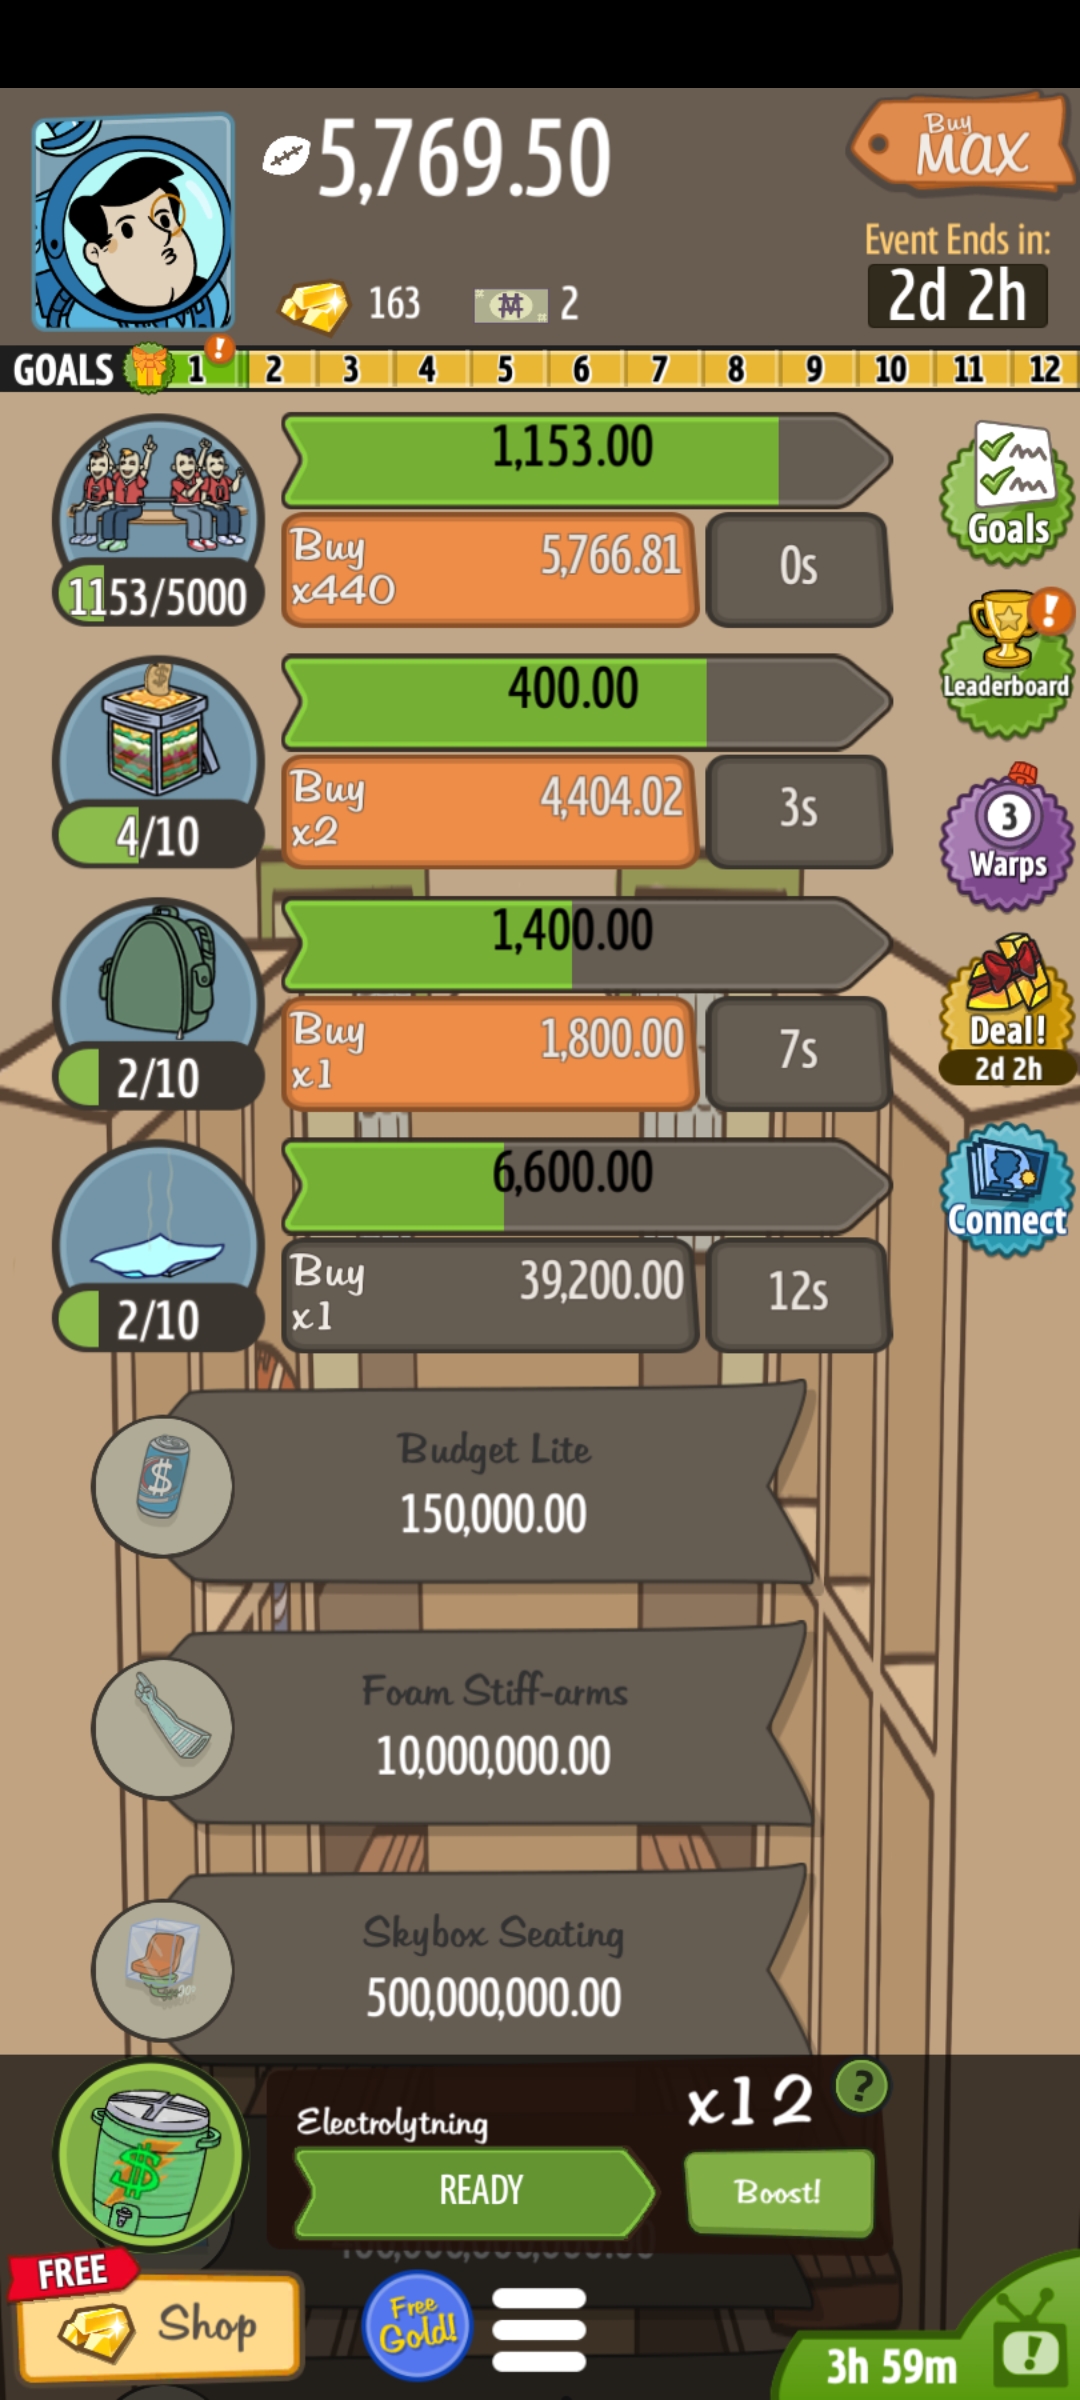 5,769.50
Buy
MAX
Event Ends in:
2d 2h
163
2
GOALS 1 ! 2 3 4 5 6 7 8 9 10 11 12
1,153.00
Buy
x440
5,766.81
0s
1153/5000
Goals
400.00
Buy
x2
4,404.02
3s
4/10
!
Leaderboard
1,400.00
Buy
x1
1,800.00
7s
2/10
3
Warps
Deal!
2d 2h
6,600.00
Buy
x1
39,200.00
12s
2/10
Connect
Budget Lite
150,000.00
$
Foam Stiff-arms
10,000,000.00
Skybox Seating
500,000,000.00
Electrolytning
x12
?
$
READY
Boost!
FREE
Shop
Free
Gold!
3h 59m
!